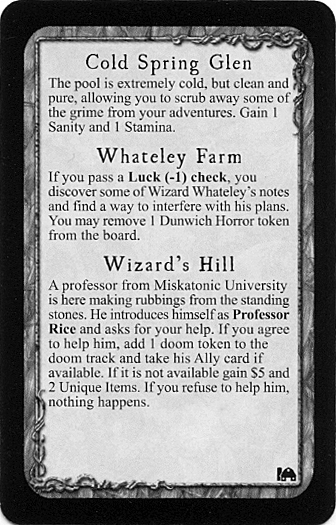 Cold Spring Glen
The pool is extremely cold, but clean and
pure, allowing you to scrub away some of
the grime from your adventures. Gain 1
Sanity and 1 Stamina.
Whateley Farm
If you pass a Luck (-1) check, you
discover some of Wizard Whateley's notes
and find a way to interfere with his plans.
You may remove 1 Dunwich Horror token
from the board.
Wizard's Hill
A professor from Miskatonic University
is here making rubbings from the standing
stones. He introduces himself as Professor
Rice and asks for your help. If you agree
to help him, add 1 doom token to the
doom track and take his Ally card if
available. If it is not available gain $5 and
2 Unique Items. If you refuse to help him,
nothing happens.